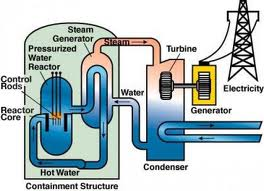 Steam
Generator
Pressurized
Water
Reactor
Control
Rods
Reactor
Core
Hot Water
Containment Structure
Steam
Water
Turbine
Condenser
Generator
Electricity